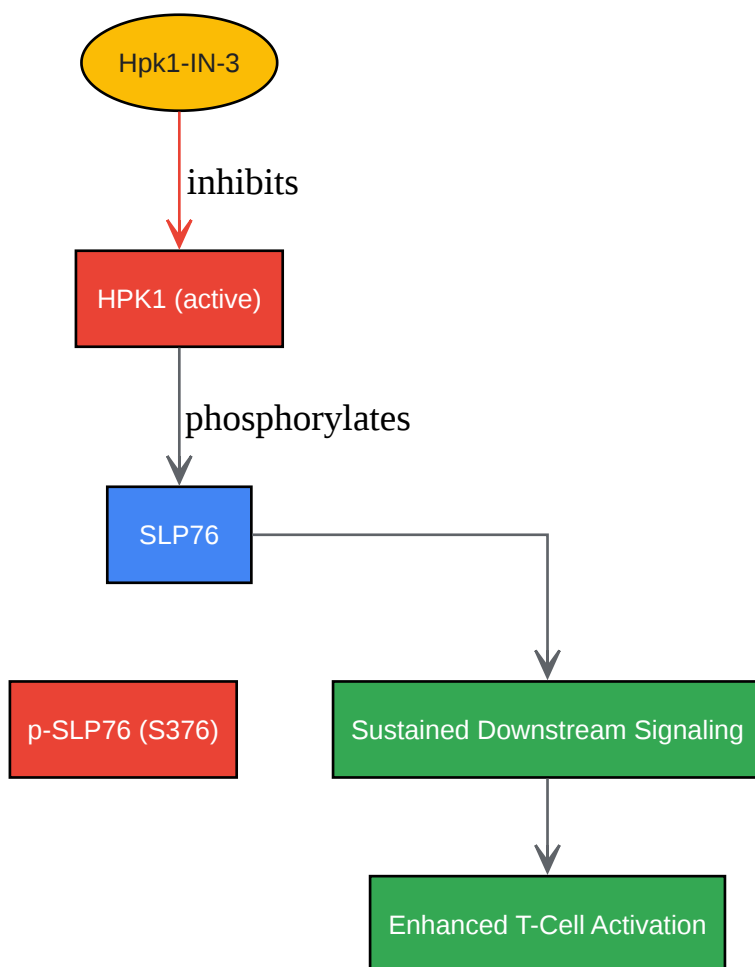 Hpk1-IN-3
inhibits
HPK1 (active)
phosphorylates
SLP76
p-SLP76 (S376)
Sustained Downstream Signaling
Enhanced T-Cell Activation